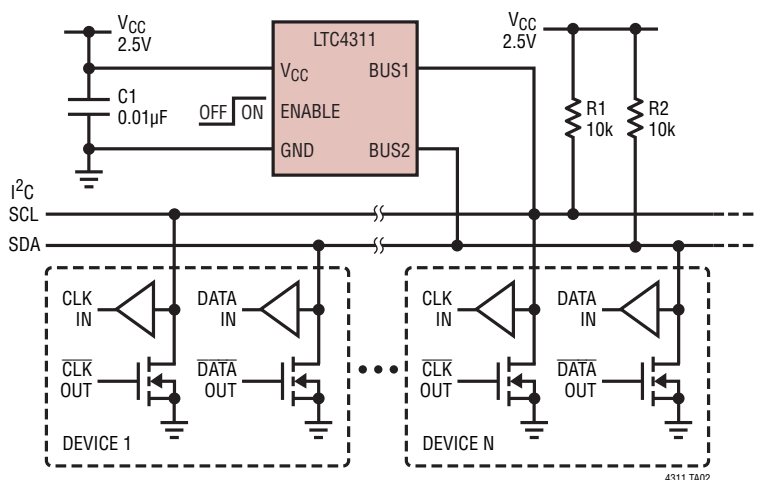 VCC
2.5V
LTC4311
VCC
2.5V
VCC
BUS1
C1
0.01µF
OFF
ON
ENABLE
R1
10k
R2
10k
GND
BUS2
I²C
SCL
SDA
CLK
IN
DATA
IN
CLK
IN
DATA
IN
CLK
OUT
DATA
OUT
CLK
OUT
DATA
OUT
DEVICE 1
DEVICE N
4311 TA02